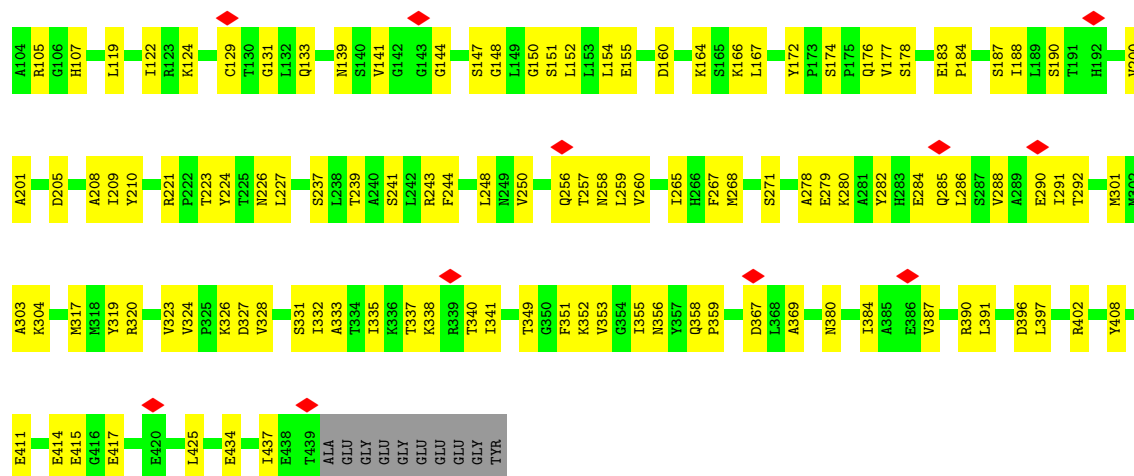 A104 R105 G106 H107 L119 I122 R123 K124 C129 T130 G131 L132 Q133 N139 S140 V141 G142 G143 G144 S147 G148 L149 G150 S151 L152 L153 L154 E155 D160 K164 S165 K166 L167 Y172 P173 S174 P175 Q176 V177 S178 E183 P184 S187 I188 L189 S190 T191 H192
A201 D205 A208 I209 Y210 R221 P222 T223 Y224 T225 N226 L227 S237 L238 T239 A240 S241 L242 R243 F244 L248 N249 V250 Q256 T257 N258 L259 V260 I265 H266 F267 M268 S271 A278 E279 K280 A281 Y282 H283 E284 Q285 L286 S287 V288 A289 E290 I291 T292 M301
A303 K304 M317 M318 Y319 R320 V323 V324 P325 K326 D327 V328 S331 I332 A333 T334 I335 K336 T337 K338 R339 T340 I341 T349 G350 F351 K352 V353 G354 I355 N356 Y357 Q358 P359 D367 L368 A369 N380 I384 A385 E386 V387 R390 L391 D396 L397 R402 Y408
E411 E414 E415 G416 E417 E420 L425 E434 I437 E438 T439 ALA GLU GLY GLU GLY GLU GLU GLU GLY TYR